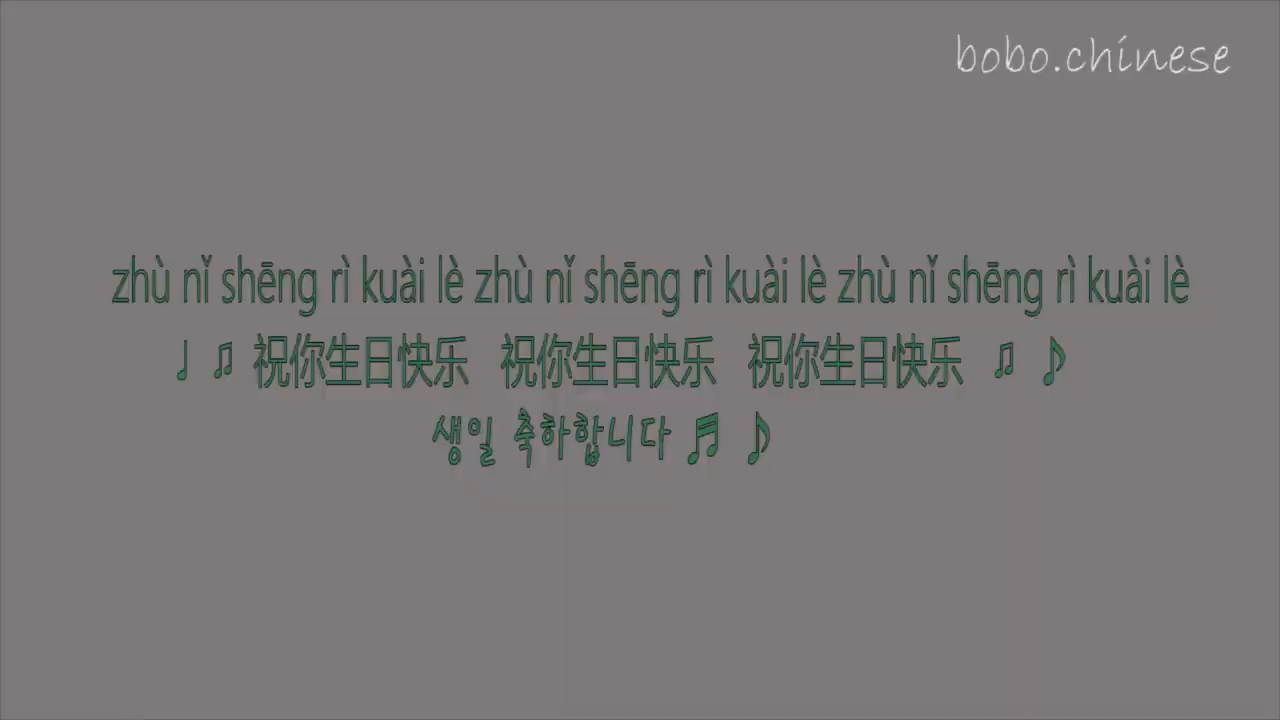 bobo.chinese
zhù nǐ shēng rì kuài lè zhù nǐ shēng rì kuài lè zhù nǐ shēng rì kuài lè
♩ ♫ 祝你生日快乐 祝你生日快乐 祝你生日快乐 ♫ ♪
생일 축하합니다 ♬ ♪